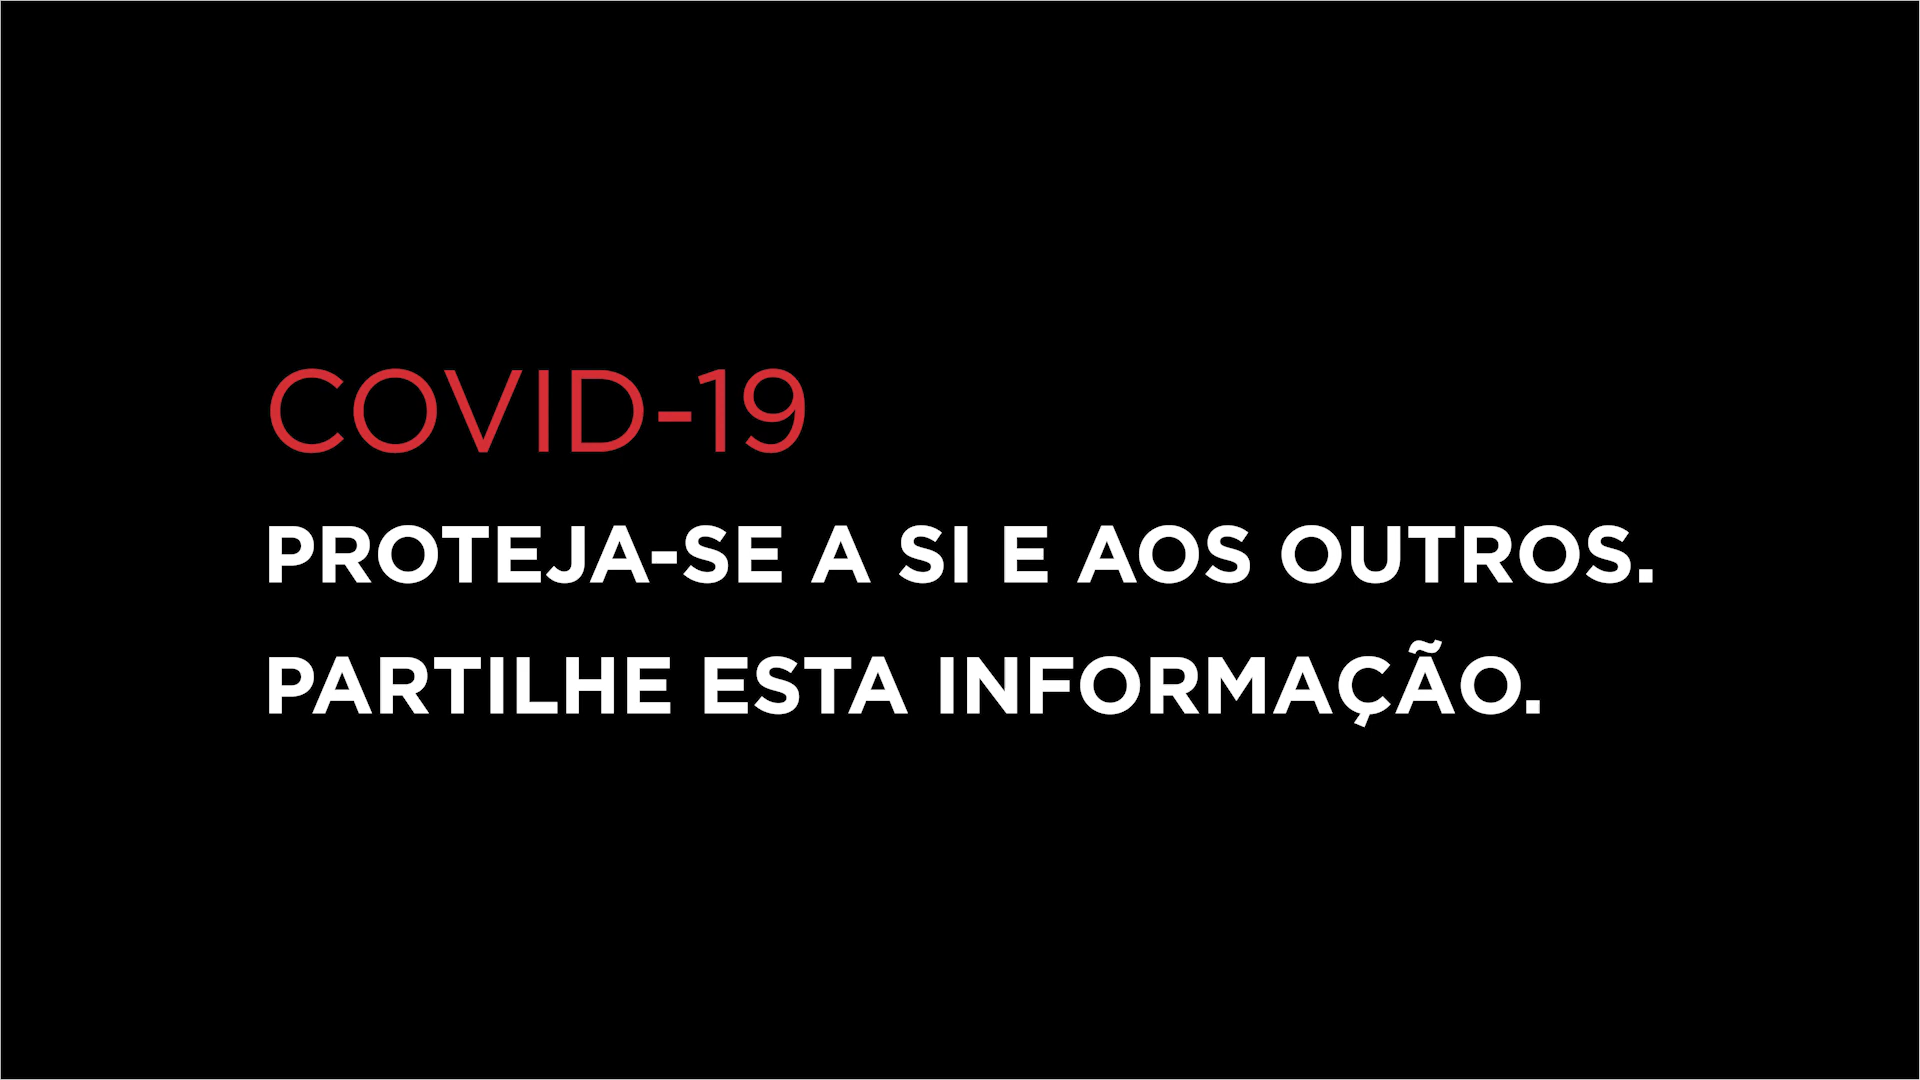 COVID-19
PROTEJA-SE A SI E AOS OUTROS.
PARTILHE ESTA INFORMAÇÃO.